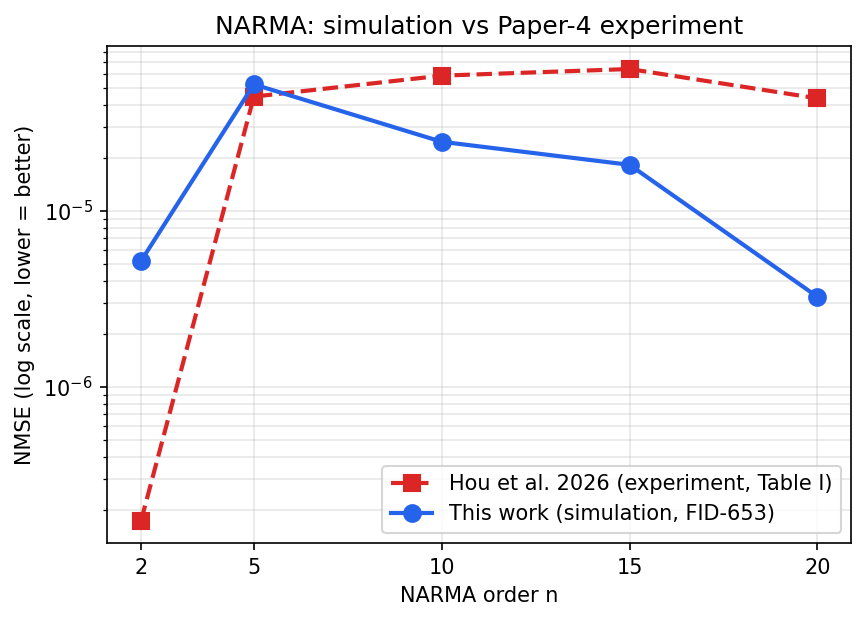 NARMA: simulation vs Paper-4 experiment
NMSE (log scale, lower = better)
10⁻⁵
10⁻⁶
Hou et al. 2026 (experiment, Table I)
This work (simulation, FID-653)
2 5 10 15 20
NARMA order n